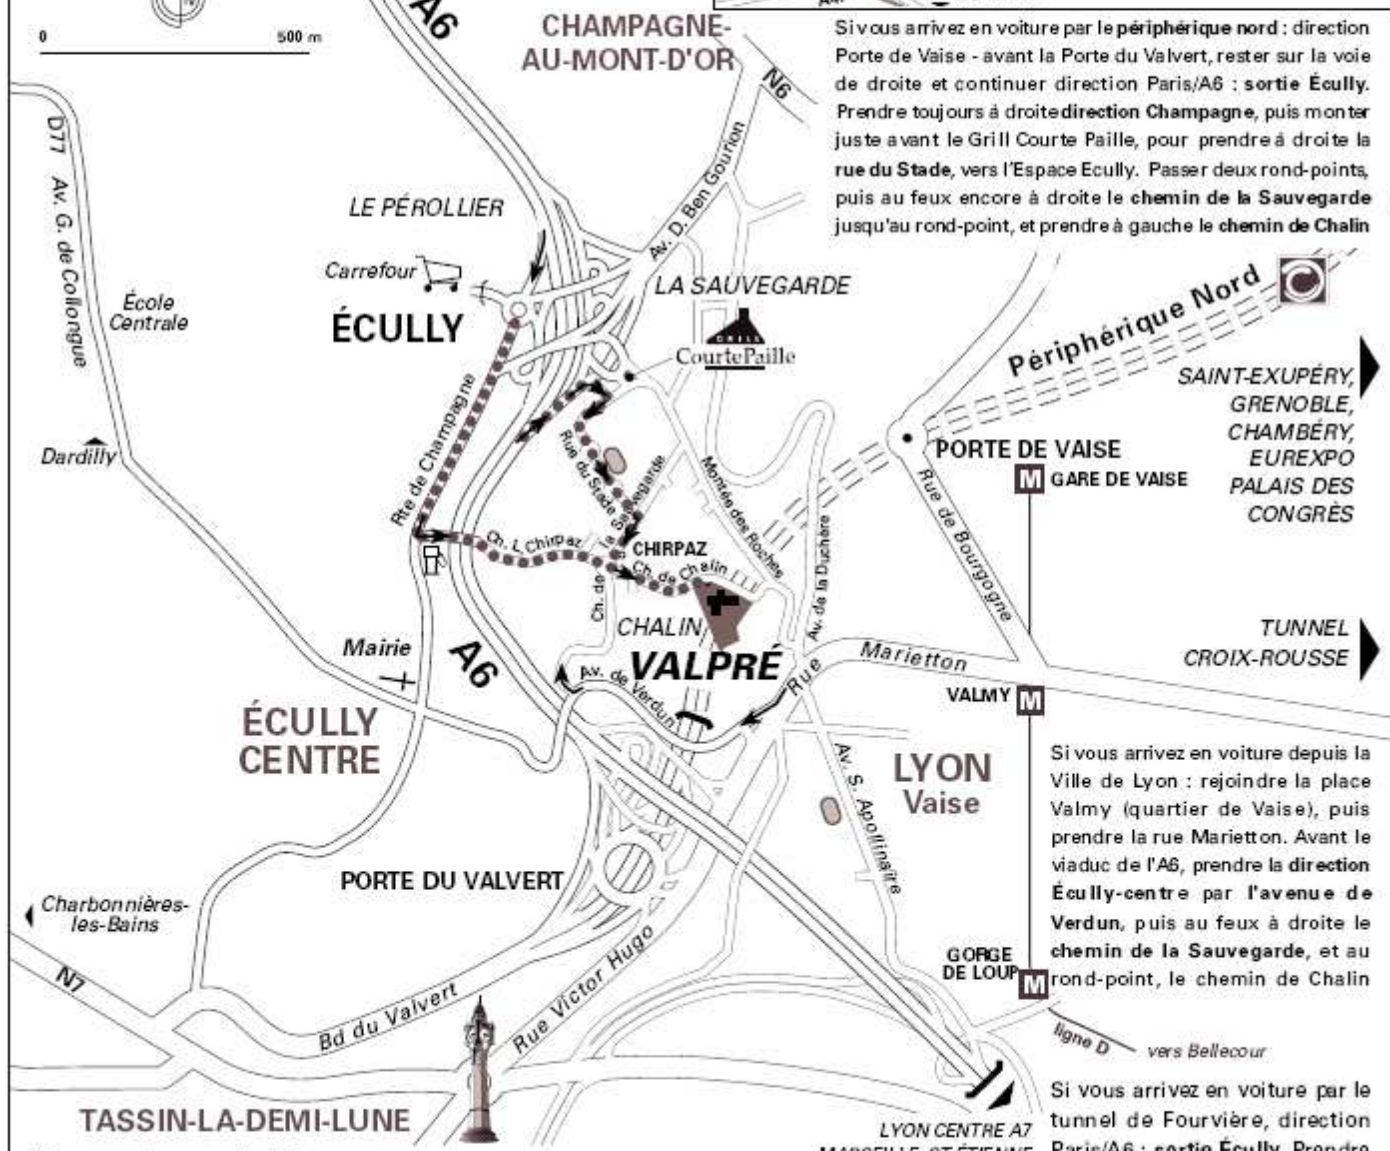 0
500 m
A6
CHAMPAGNE-
AU-MONT-D'OR
N6
Si vous arrivez en voiture par le périphérique nord : direction
Porte de Vaise - avant la Porte du Valvert, rester sur la voie
de droite et continuer direction Paris/A6 : sortie Écully.
Prendre toujours à droite direction Champagne, puis monter
juste avant le Grill Courte Paille, pour prendre à droite la
rue du Stade, vers l'Espace Ecully. Passer deux rond-points,
puis au feux encore à droite le chemin de la Sauvegarde
jusqu'au rond-point, et prendre à gauche le chemin de Chalin
D77 Av. G. de Collongue
LE PÉROLLIER
Av. D. Ben Gourion
Carrefour
LA SAUVEGARDE
École
Centrale
ÉCULLY
GRILL
CourtePaille
Périphérique Nord
SAINT-EXUPÉRY,
GRENOBLE,
CHAMBÉRY,
EUREXPO
PALAIS DES
CONGRÈS
Dardilly
Rte de Champagne
Rue du Stade
Ch. de la Sauvegarde
Montés des Roches
PORTE DE VAISE
M GARE DE VAISE
Rue de Bourgogne
Ch. J. Chirpaz
CHIRPAZ
Ch. de Chalin
Av. de la Duchère
CHALIN
VALPRÉ
Mairie
A6
Av. de Verdun
Rue Marietton
TUNNEL
CROIX-ROUSSE
VALMY M
ÉCULLY
CENTRE
LYON
Vaise
Av. S. Apollinaire
Si vous arrivez en voiture depuis la
Ville de Lyon : rejoindre la place
Valmy (quartier de Vaise), puis
prendre la rue Marietton. Avant le
viaduc de l'A6, prendre la direction
Écully-centre par l'avenue de
Verdun, puis au feux à droite le
chemin de la Sauvegarde, et au
rond-point, le chemin de Chalin
PORTE DU VALVERT
Charbonnières-
les-Bains
N7
Bd du Valvert
Rue Victor Hugo
GORGE
DE LOUP M
ligne D
vers Bellecour
TASSIN-LA-DEMI-LUNE
LYON CENTRE A7
MARSEILLE, ST-ÉTIENNE
Si vous arrivez en voiture par le
tunnel de Fourvière, direction
Paris/A6 : sortie Écully. Prendre